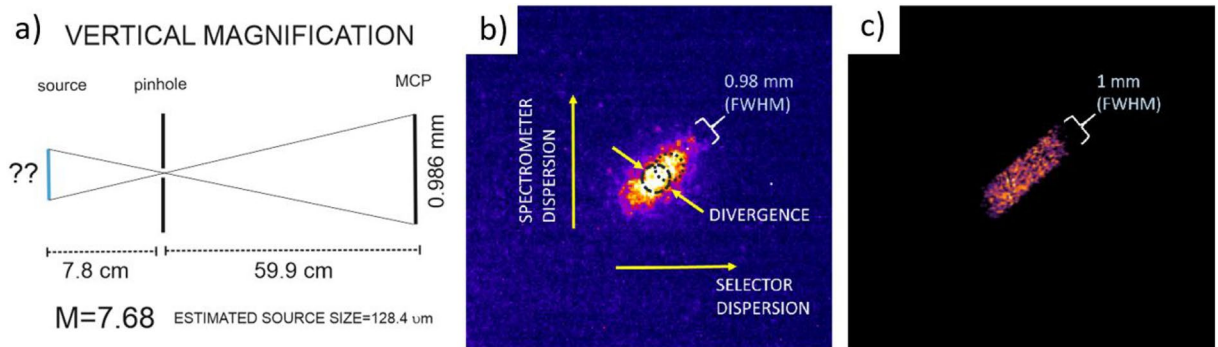 a) VERTICAL MAGNIFICATION
source pinhole MCP
??
0.986 mm
7.8 cm 59.9 cm
M=7.68 ESTIMATED SOURCE SIZE=128.4 υm
b)
0.98 mm
(FWHM)
SPECTROMETER
DISPERSION
DIVERGENCE
SELECTOR
DISPERSION
c)
1 mm
(FWHM)